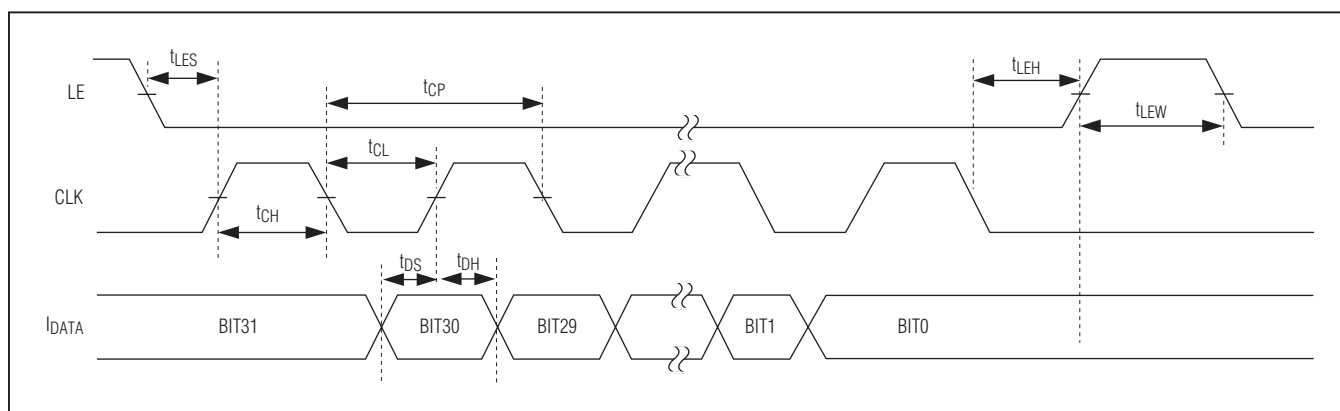 tLES
tCP
tLEH
LE
tLEW
tCL
CLK
tCH
tDS
tDH
IDATA
BIT31
BIT30
BIT29
BIT1
BIT0